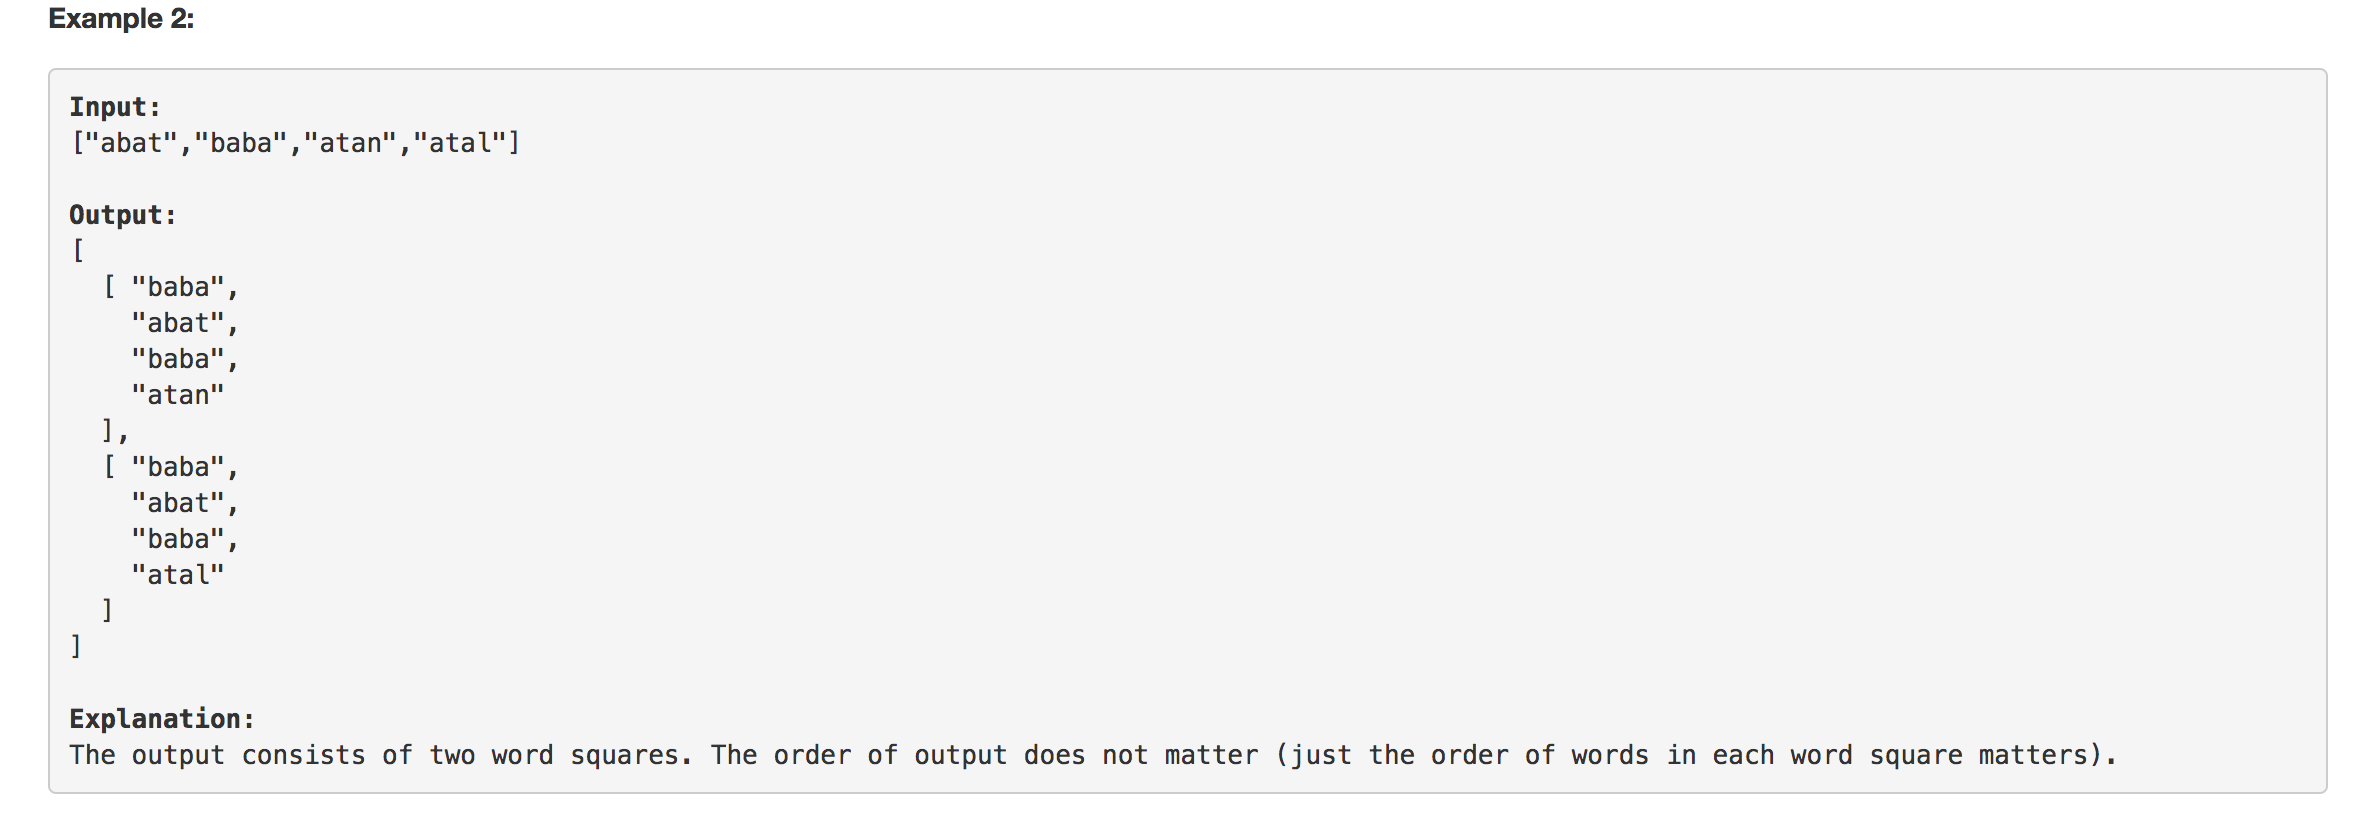 Example 2:
Input:
["abat","baba","atan","atal"]
Output:
[
  [ "baba",
    "abat",
    "baba",
    "atan"
  ],
  [ "baba",
    "abat",
    "baba",
    "atal"
  ]
]
Explanation:
The output consists of two word squares. The order of output does not matter (just the order of words in each word square matters).